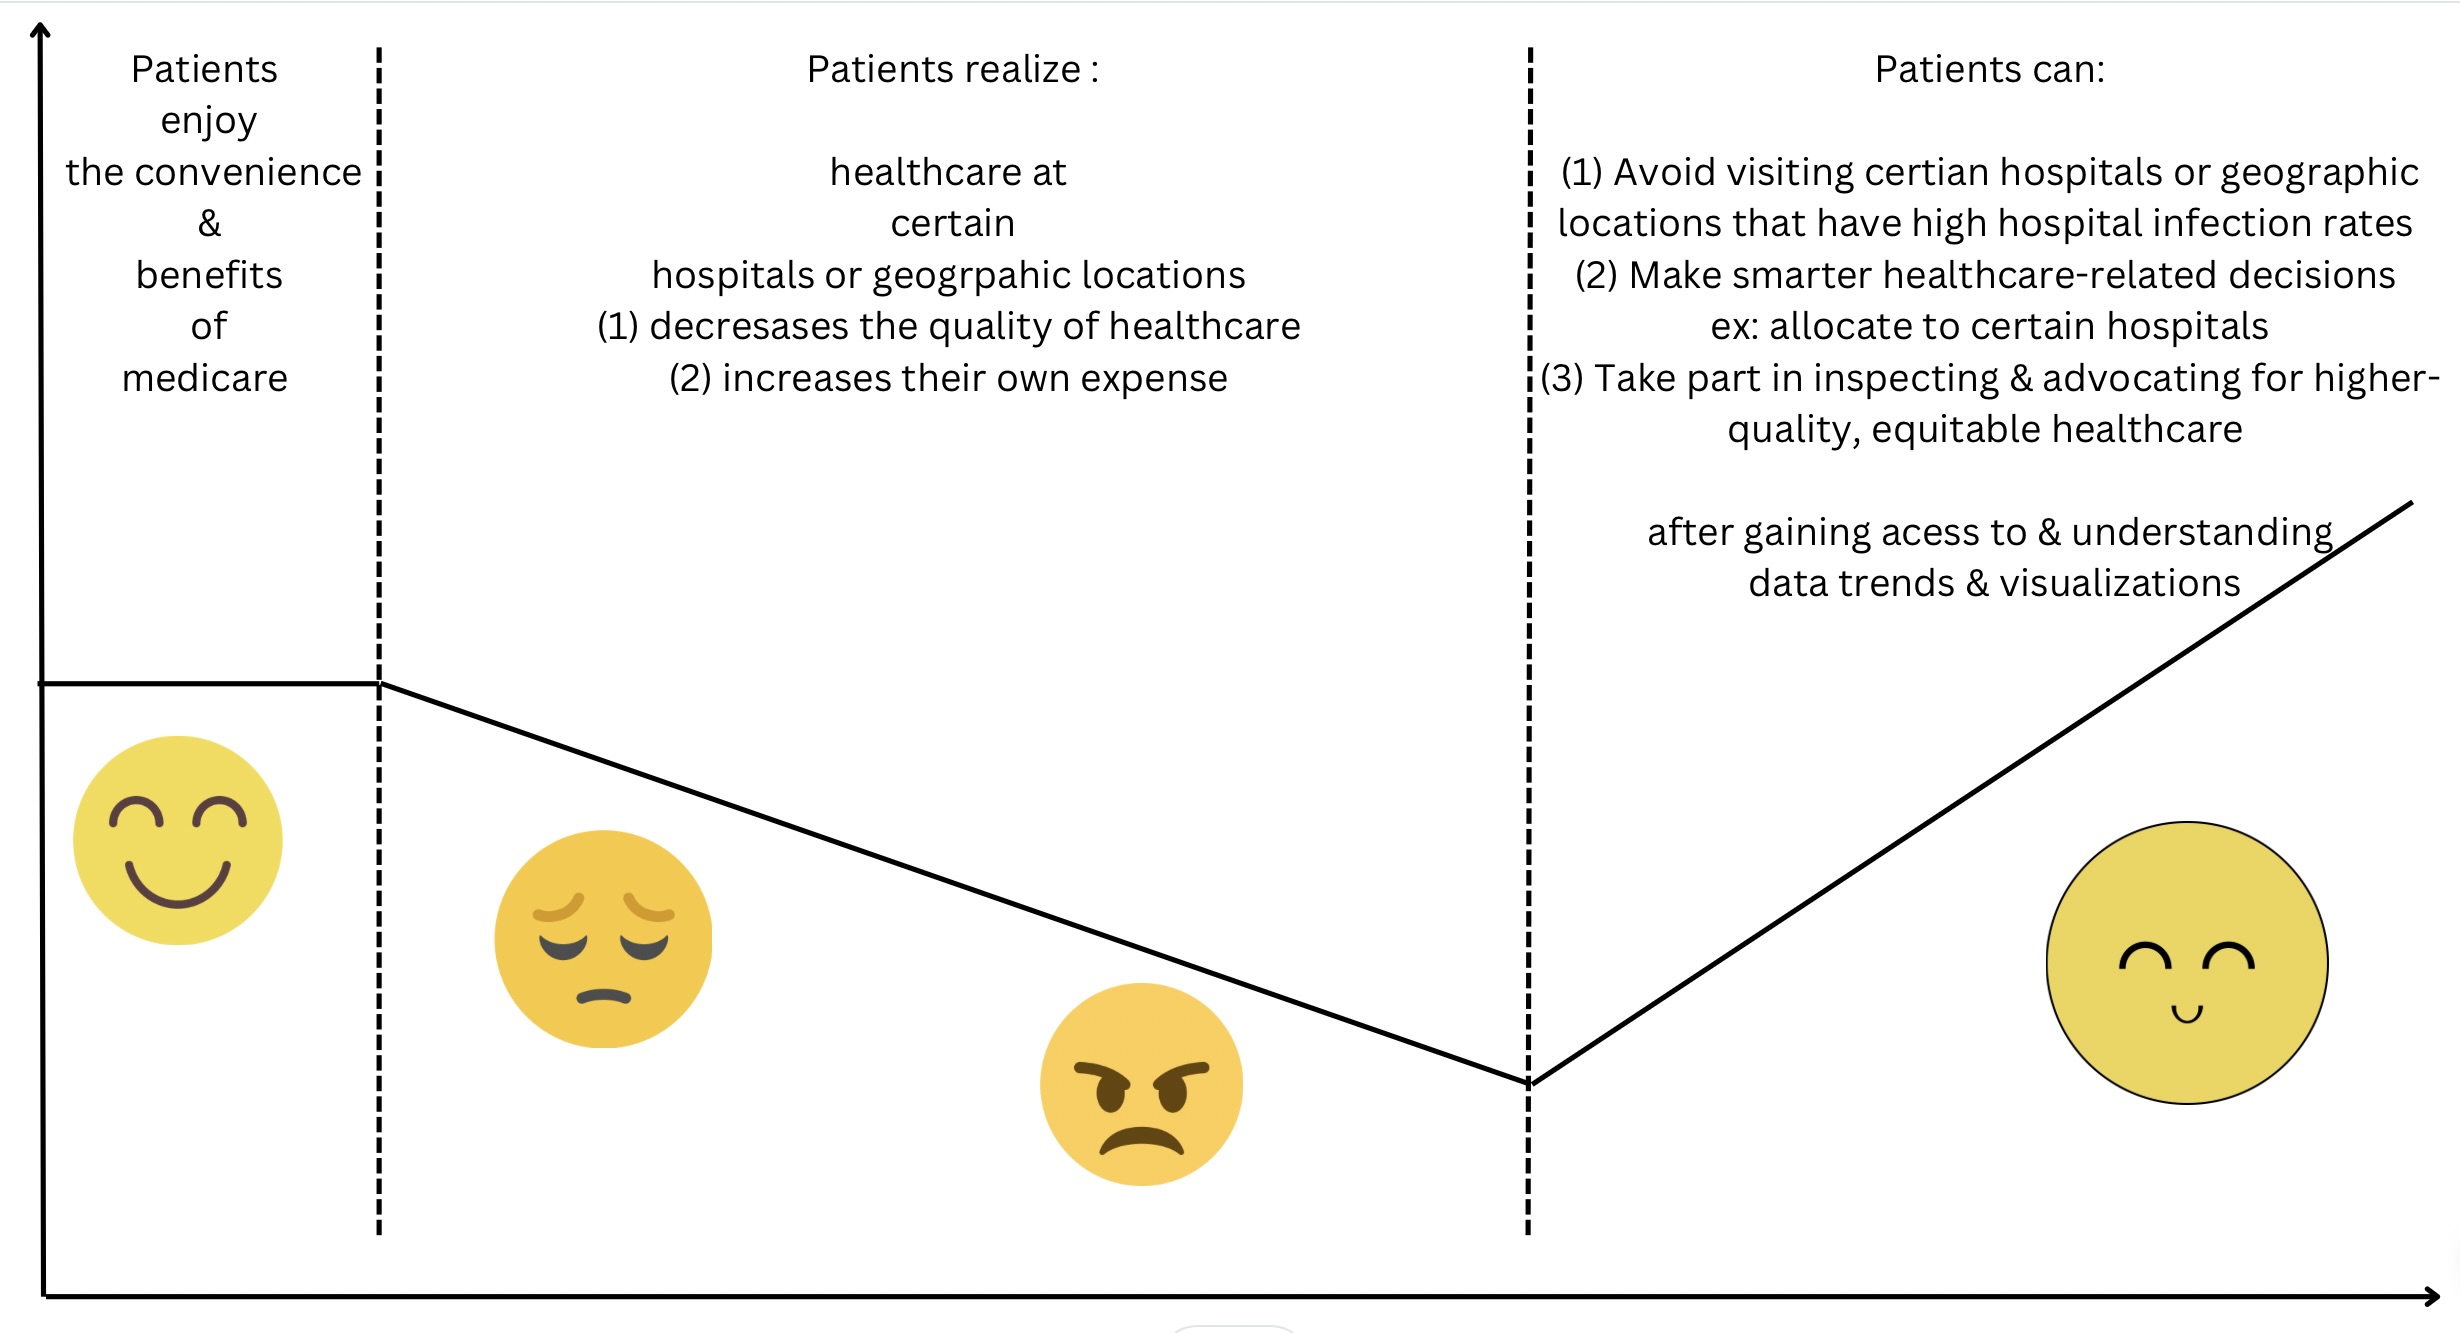 Patients
enjoy
the convenience
&
benefits
of
medicare
Patients realize :
healthcare at
certain
hospitals or geogrpahic locations
(1) decresases the quality of healthcare
(2) increases their own expense
Patients can:
(1) Avoid visiting certian hospitals or geographic
locations that have high hospital infection rates
(2) Make smarter healthcare-related decisions
ex: allocate to certain hospitals
(3) Take part in inspecting & advocating for higher-
quality, equitable healthcare
after gaining acess to & understanding
data trends & visualizations